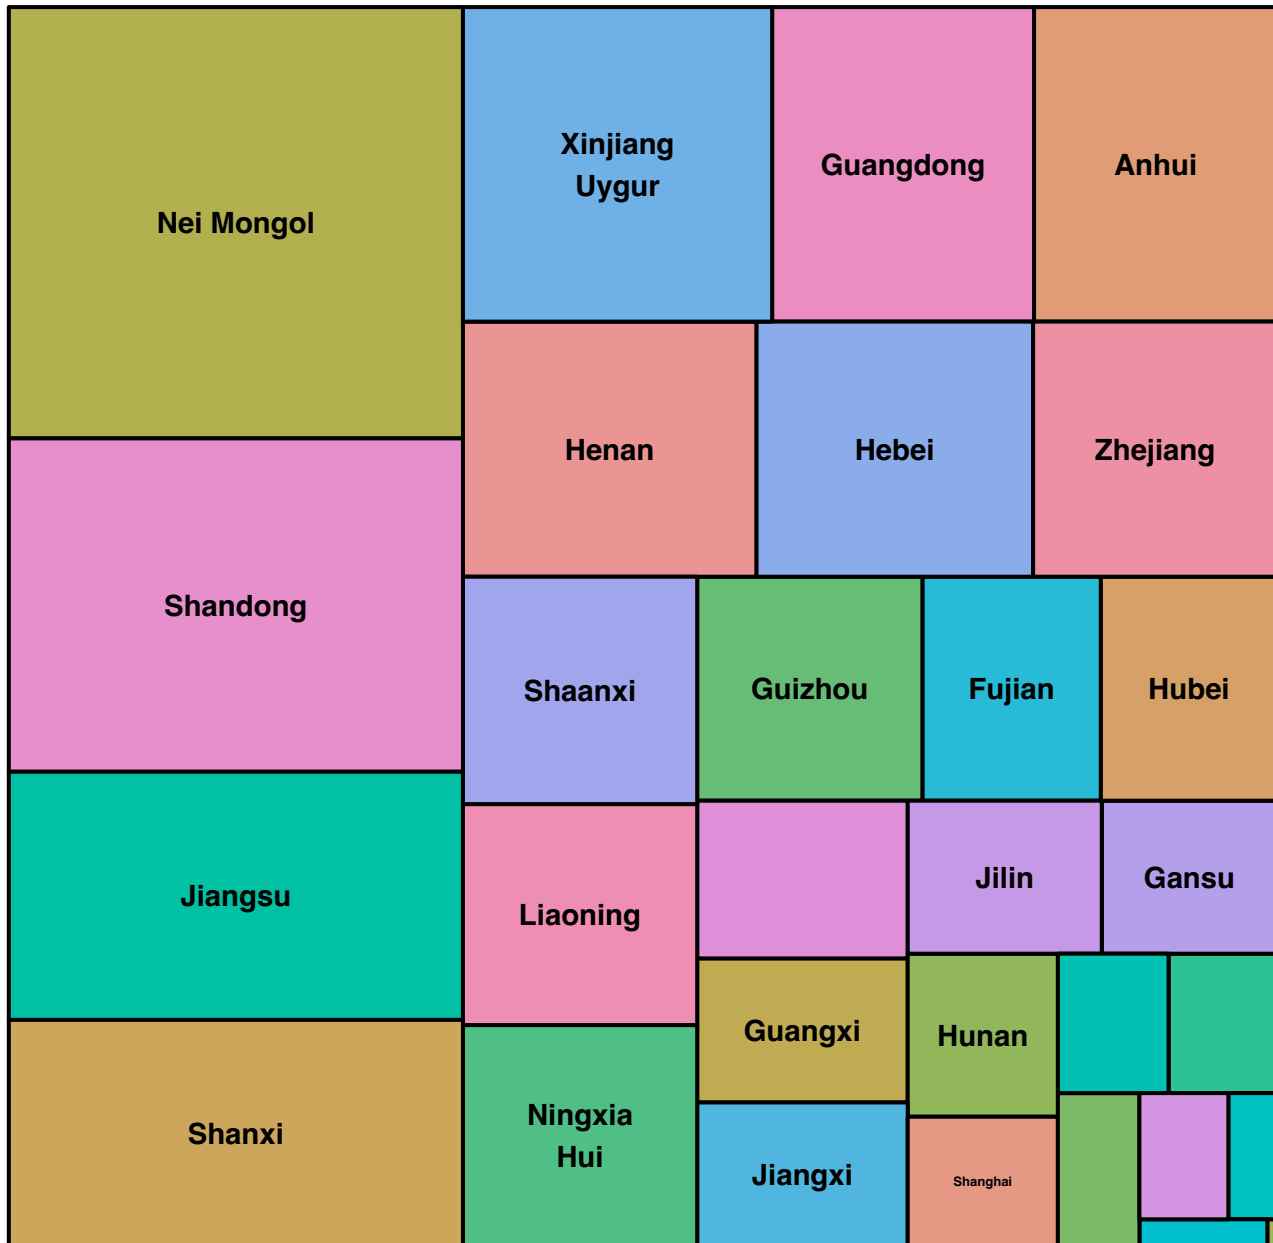 Nei Mongol
Xinjiang
Uygur
Guangdong
Anhui
Henan
Hebei
Zhejiang
Shandong
Shaanxi
Guizhou
Fujian
Hubei
Jiangsu
Liaoning
Jilin
Gansu
Guangxi
Hunan
Shanxi
Ningxia
Hui
Jiangxi
Shanghai